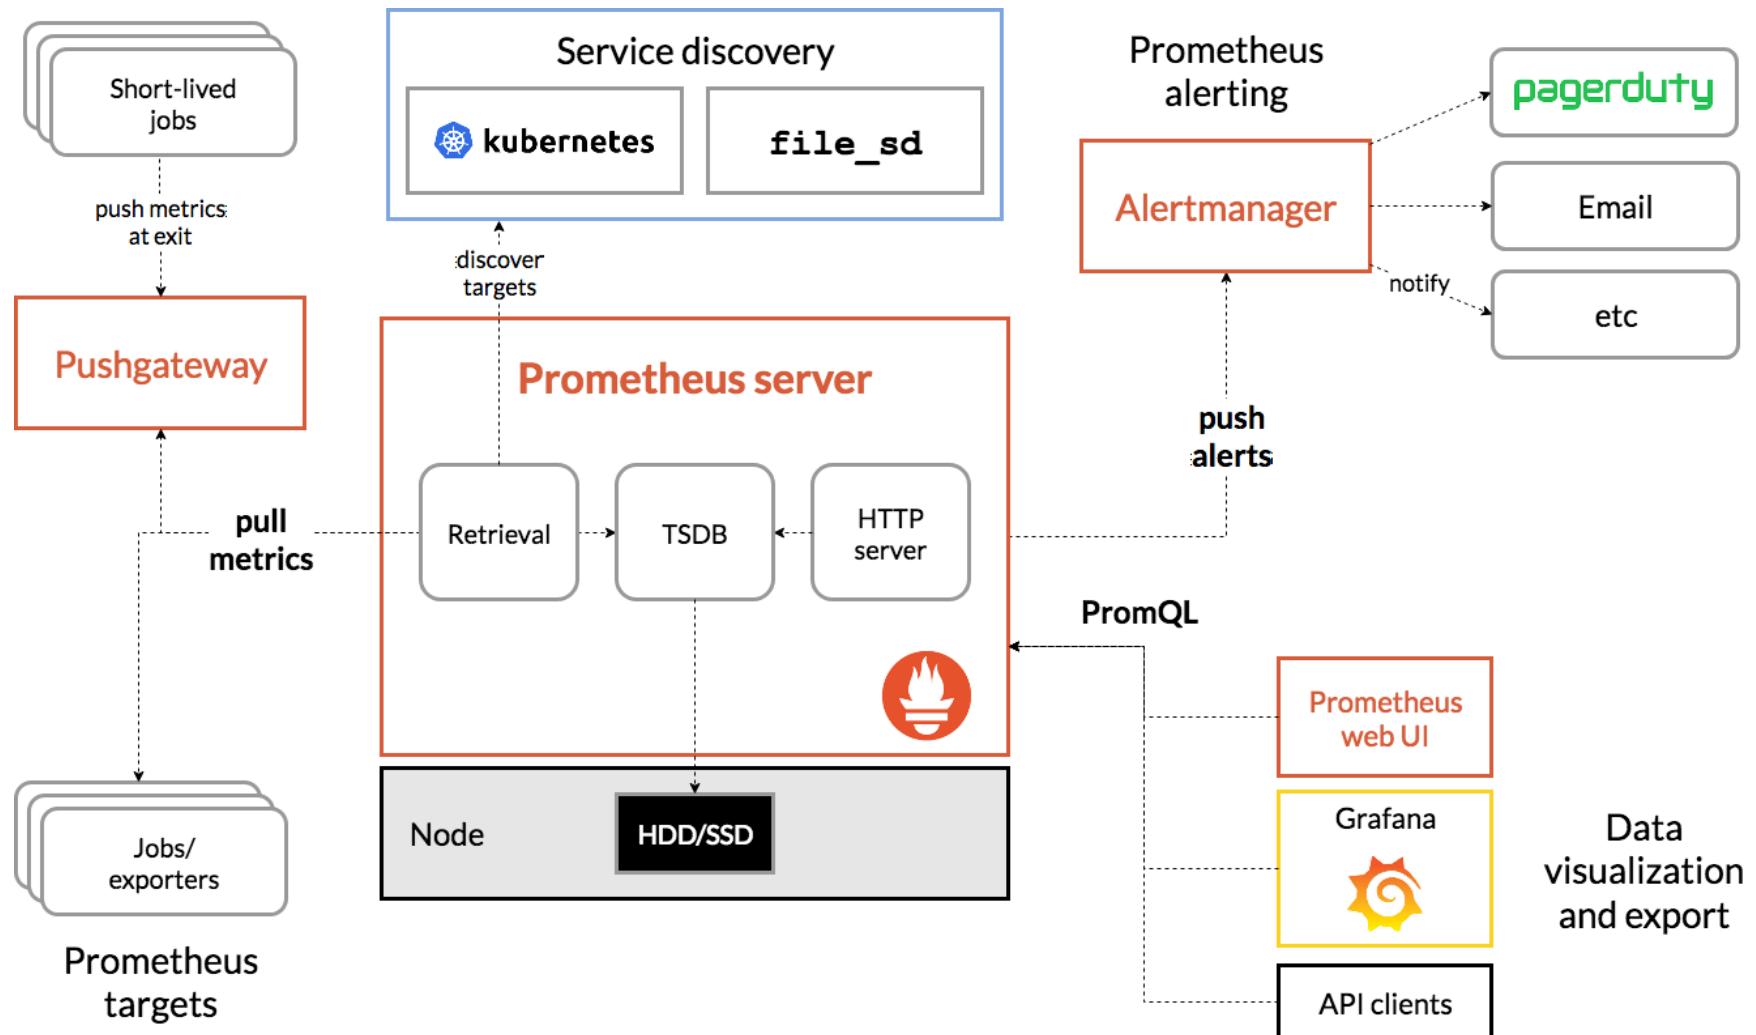 Short-lived
jobs
push metrics
at exit
Pushgateway
pull
metrics
Jobs/
exporters
Prometheus
targets
Service discovery
kubernetes
file_sd
discover
targets
Prometheus server
Retrieval
TSDB
HTTP
server
Node
HDD/SSD
Prometheus
alerting
Alertmanager
pagerduty
Email
notify
etc
push
alerts
PromQL
Prometheus
web UI
Grafana
API clients
Data
visualization
and export